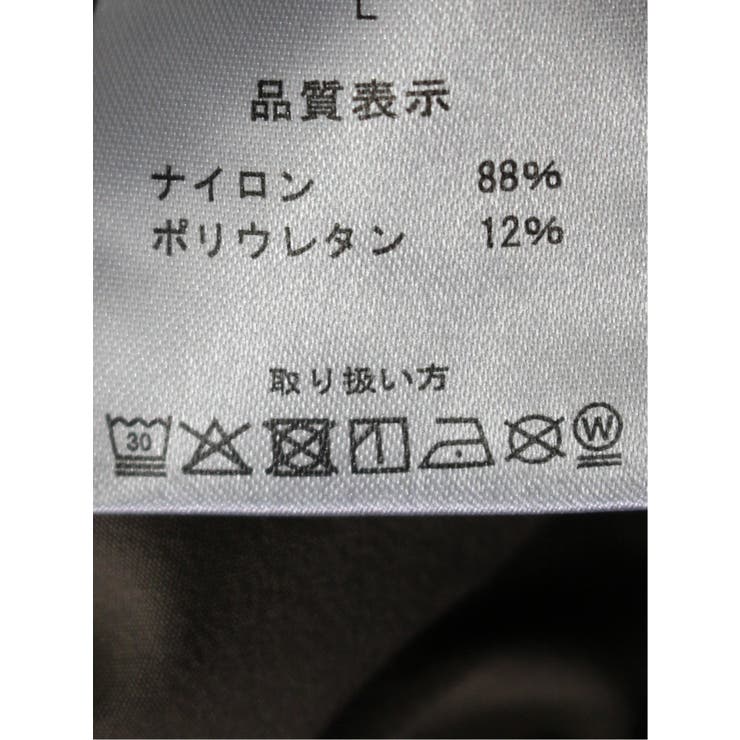 L
品質表示
ナイロン 88%
ポリウレタン 12%
取り扱い方
30 W